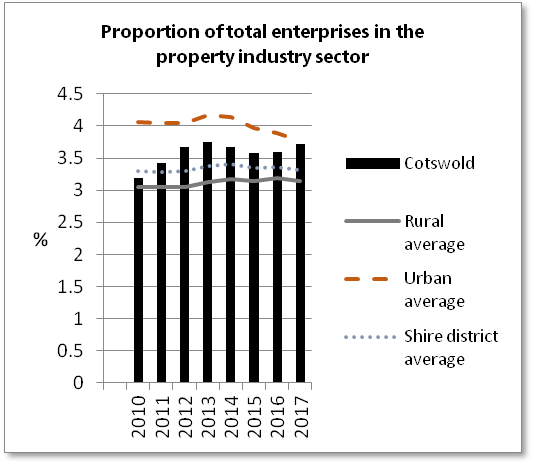 Proportion of total enterprises in the
property industry sector
4.5
4
3.5
3
2.5
2
1.5
1
0.5
0
%
2010
2011
2012
2013
2014
2015
2016
2017
Cotswold
Rural
average
Urban
average
Shire district
average